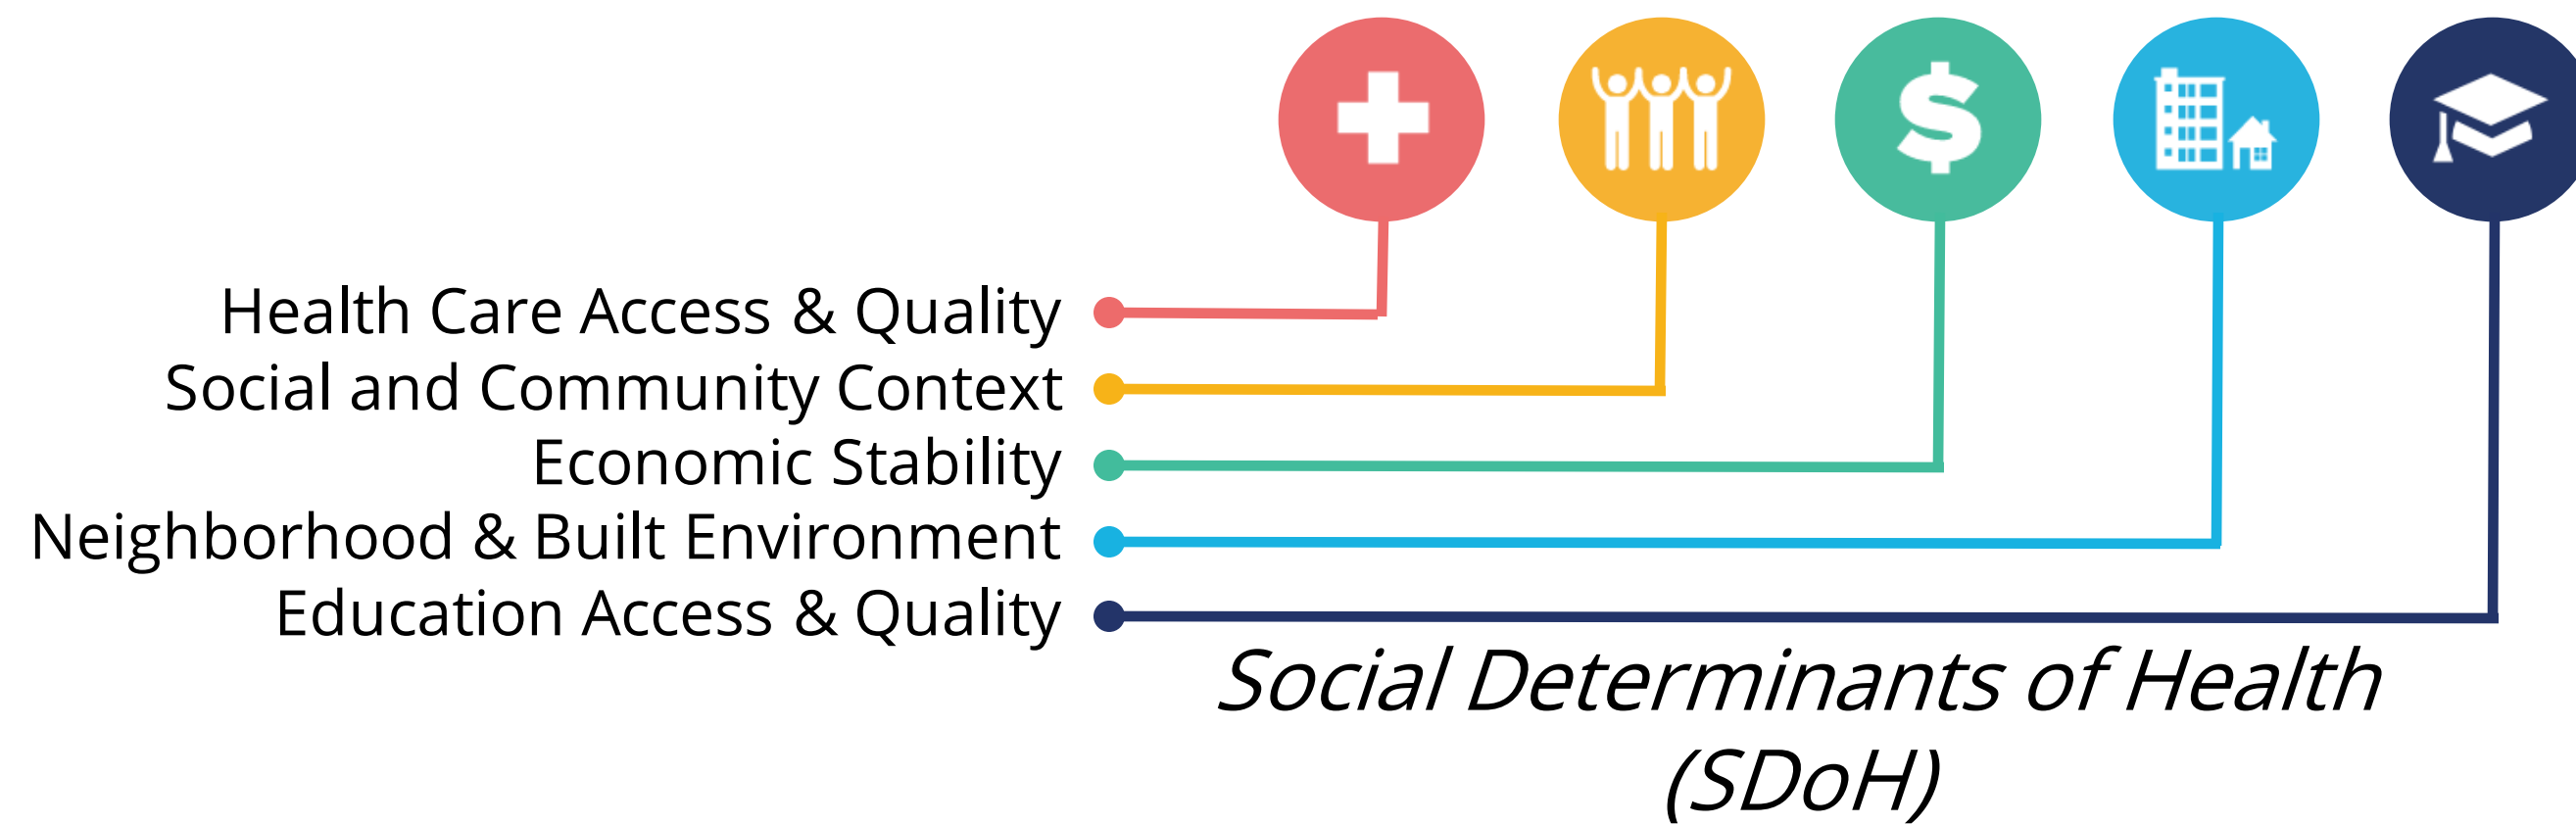 Health Care Access & Quality
Social and Community Context
Economic Stability
Neighborhood & Built Environment
Education Access & Quality
Social Determinants of Health
(SDoH)